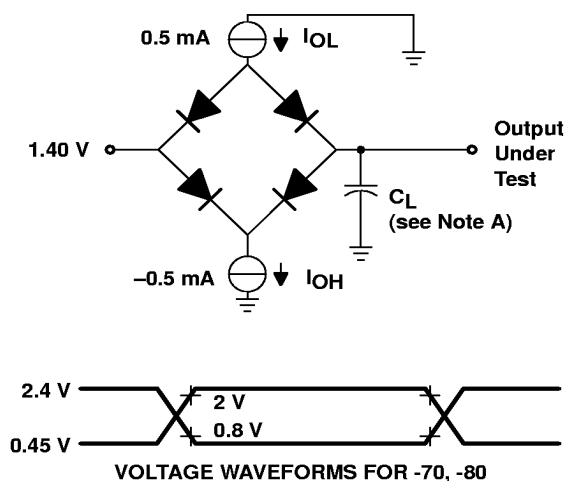 0.5 mA
IOL
1.40 V
Output
Under
Test
CL
(see Note A)
–0.5 mA
IOH
2.4 V
2 V
0.8 V
0.45 V
VOLTAGE WAVEFORMS FOR -70, -80